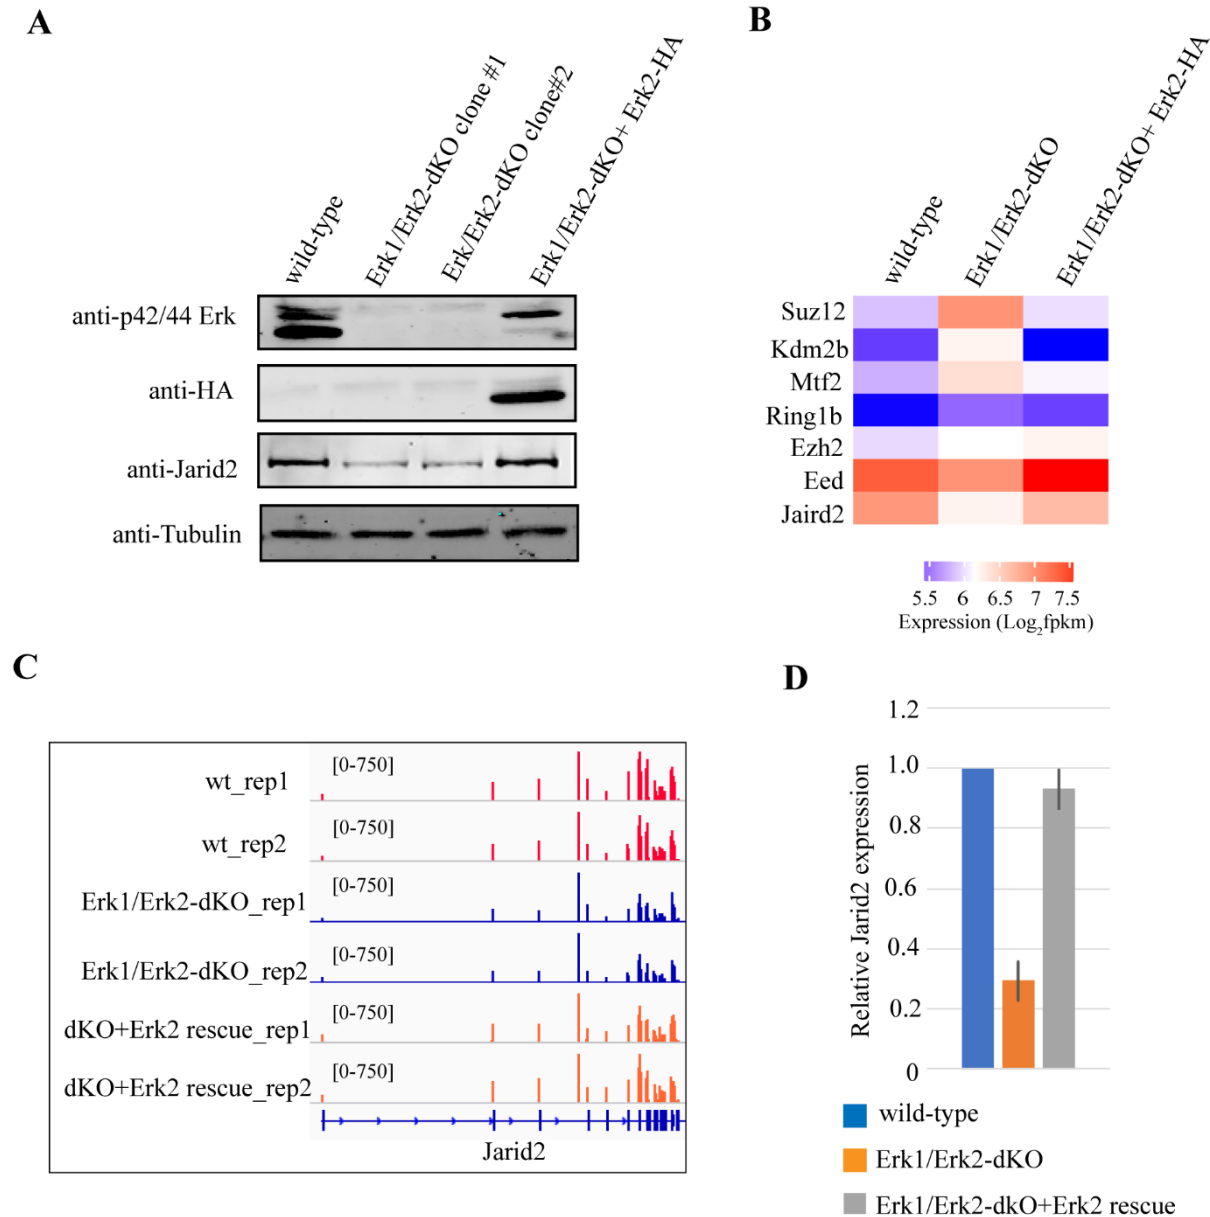 A
wild-type
Erk1/Erk2-dKO clone #1
Erk/Erk2-dKO clone#2
Erk1/Erk2-dKO+ Erk2-HA
anti-p42/44 Erk
anti-HA
anti-Jarid2
anti-Tubulin
B
wild-type
Erk1/Erk2-dKO
Erk1/Erk2-dKO+ Erk2-HA
Suz12
Kdm2b
Mtf2
Ring1b
Ezh2
Eed
Jaird2
5.5 6 6.5 7 7.5
Expression (Log2fpkm)
C
wt_rep1 [0-750]
wt_rep2 [0-750]
Erk1/Erk2-dKO_rep1 [0-750]
Erk1/Erk2-dKO_rep2 [0-750]
dKO+Erk2 rescue_rep1 [0-750]
dKO+Erk2 rescue_rep2 [0-750]
Jarid2
D
Relative Jarid2 expression
1.2
1.0
0.8
0.6
0.4
0.2
0
wild-type
Erk1/Erk2-dKO
Erk1/Erk2-dkO+Erk2 rescue